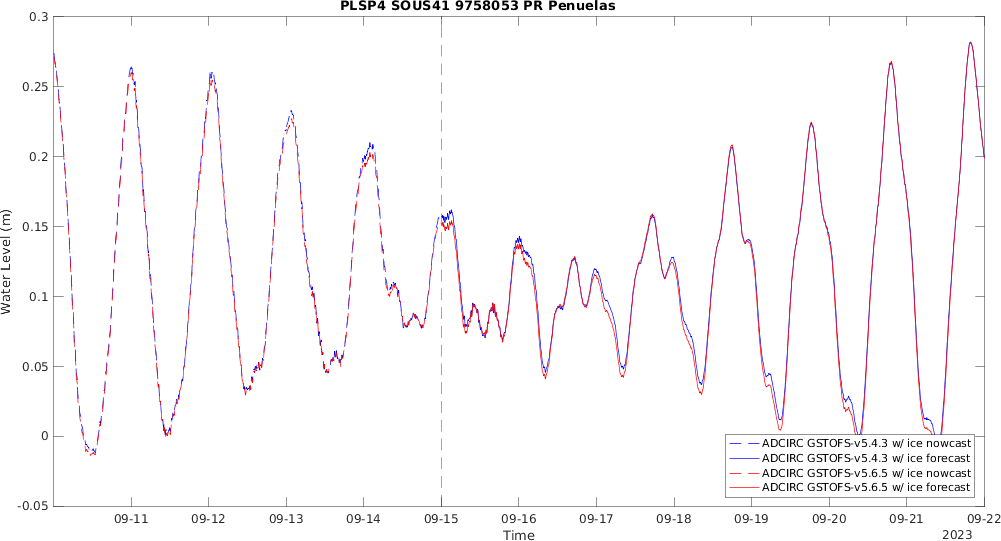 PLSP4 SOUS41 9758053 PR Penuelas
Water Level (m)
0.3
0.25
0.2
0.15
0.1
0.05
0
-0.05
ADCIRC GSTOFS-v5.4.3 w/ ice nowcast
ADCIRC GSTOFS-v5.4.3 w/ ice forecast
ADCIRC GSTOFS-v5.6.5 w/ ice nowcast
ADCIRC GSTOFS-v5.6.5 w/ ice forecast
09-11 09-12 09-13 09-14 09-15 09-16 09-17 09-18 09-19 09-20 09-21 09-22
Time
2023